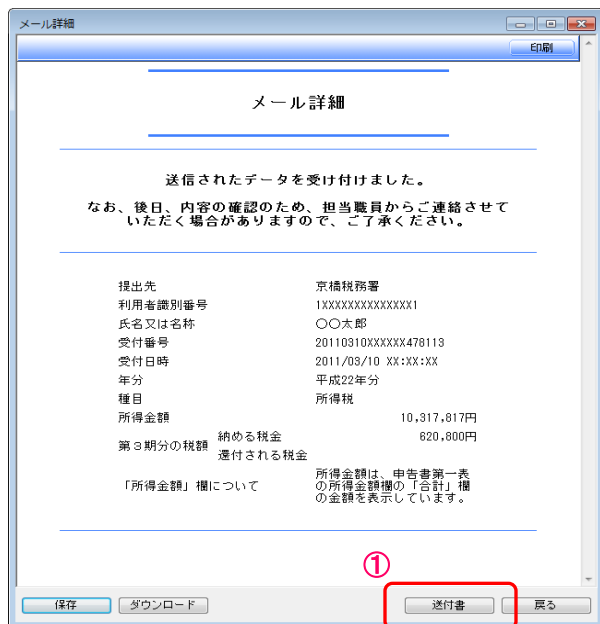 メール詳細
印刷
メール詳細
送信されたデータを受け付けました。
なお、後日、内容の確認のため、担当職員からご連絡させて
いただく場合がありますので、ご了承ください。
提出先 京橋税務署
利用者識別番号 1XXXXXXXXXXXXXX1
氏名又は名称 〇〇太郎
受付番号 20110310XXXXXX478113
受付日時 2011/03/10 XX:XX:XX
年分 平成22年分
種目 所得税
所得金額 10,317,817円
第3期分の税額 納める税金 620,800円
還付される税金
「所得金額」欄について 所得金額は、申告書第一表
の所得金額欄の「合計」欄
の金額を表示しています。
①
保存 ダウンロード 送付書 戻る